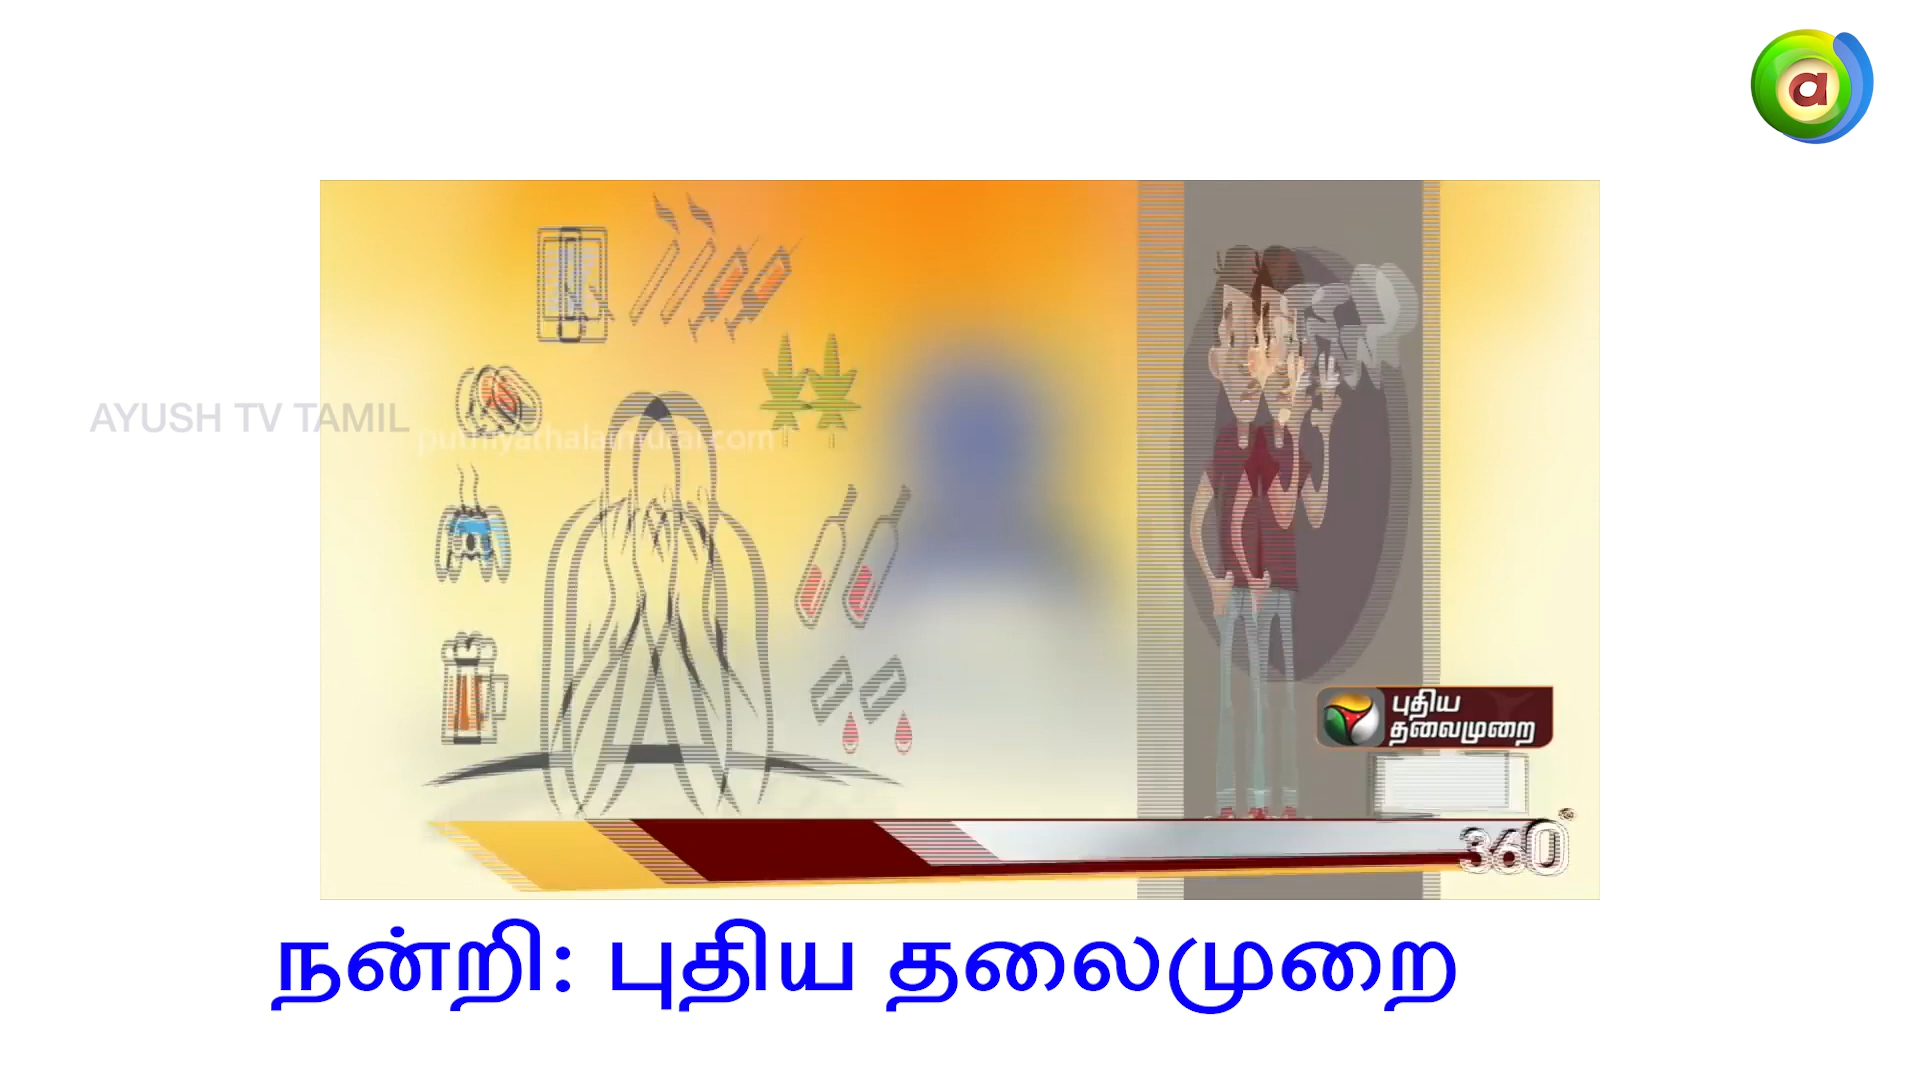 a
AYUSH TV TAMIL
puthiyathalaimurai.com
புதிய
தலைமுறை
360°
நன்றி: புதிய தலைமுறை